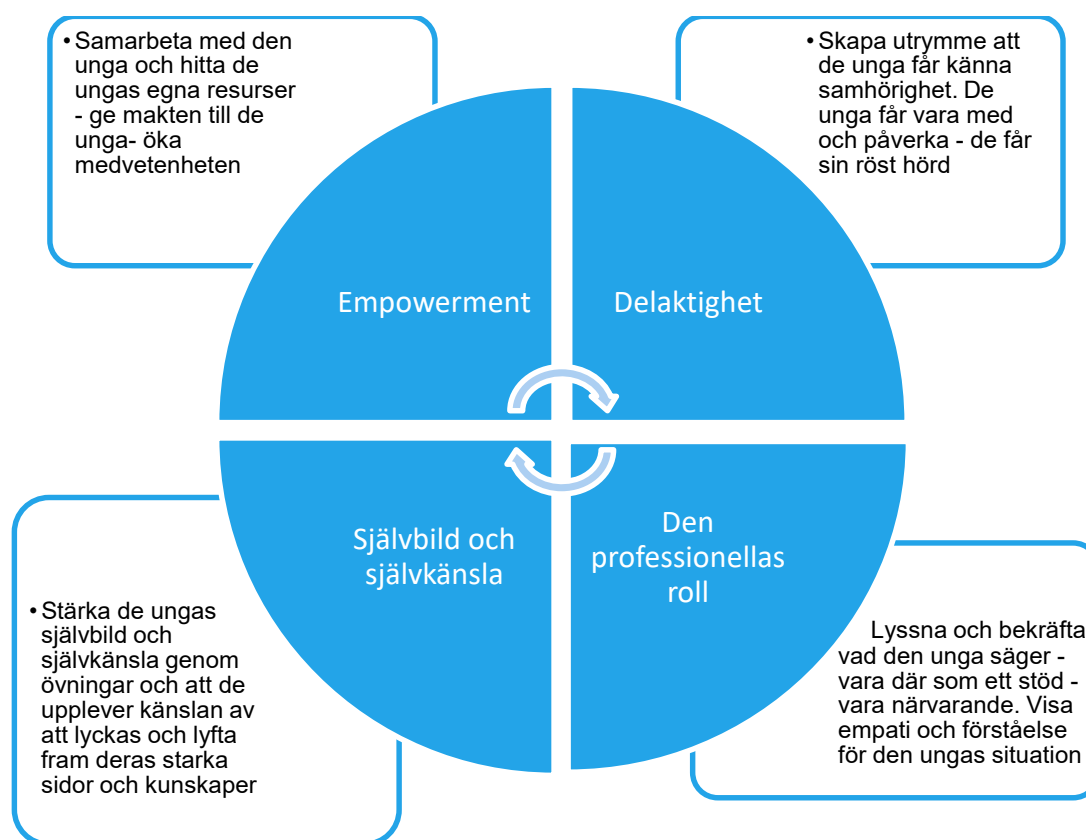 • Samarbeta med den
unga och hitta de
ungas egna resurser
- ge makten till de
unga- öka
medvetenheten
• Skapa utrymme att
de unga får känna
samhörighet. De
unga får vara med
och påverka - de får
sin röst hörd
Empowerment
Delaktighet
Självbild och
självkänsla
Den
professionellas
roll
• Stärka de ungas
självbild och
självkänsla genom
övningar och att de
upplever känslan av
att lyckas och lyfta
fram deras starka
sidor och kunskaper
Lyssna och bekräfta
vad den unga säger -
vara där som ett stöd -
vara närvarande. Visa
empati och förståelse
för den ungas situation